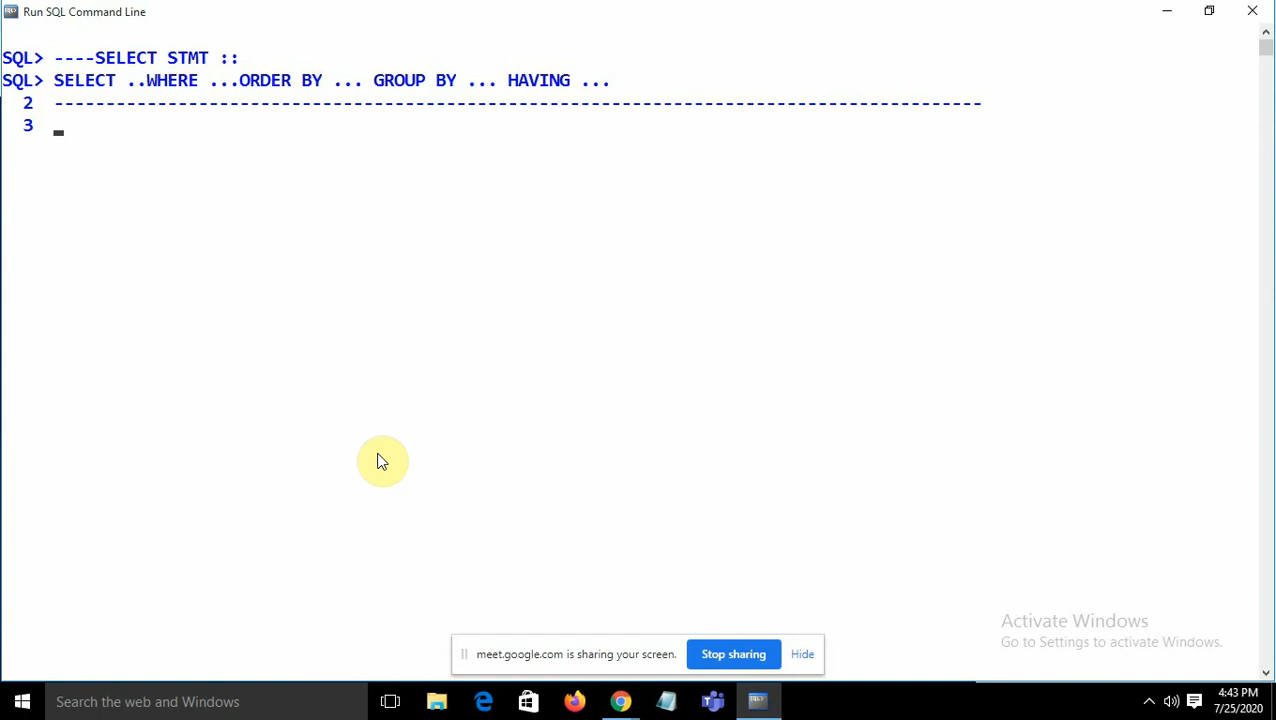 Run SQL Command Line
SQL> ----SELECT STMT ::
SQL> SELECT ..WHERE ...ORDER BY ... GROUP BY ... HAVING ...
2 -----------------------------------------------------------------------------------------
3
Activate Windows
Go to Settings to activate Windows.
meet.google.com is sharing your screen. Stop sharing Hide
Search the web and Windows
4:43 PM
7/25/2020